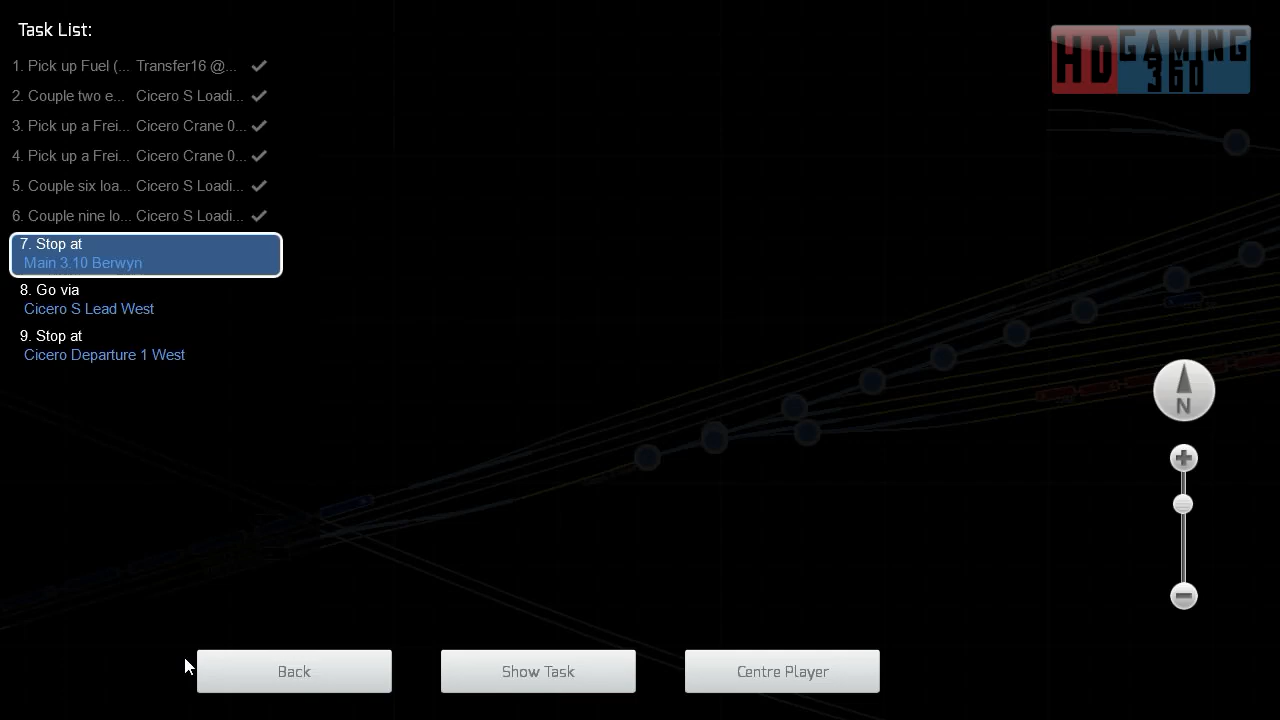 Task List:
1. Pick up Fuel (... Transfer16 @...
2. Couple two e... Cicero S Loadi...
3. Pick up a Frei... Cicero Crane 0...
4. Pick up a Frei... Cicero Crane 0...
5. Couple six loa... Cicero S Loadi...
6. Couple nine lo... Cicero S Loadi...
7. Stop at
Main 3.10 Berwyn
8. Go via
Cicero S Lead West
9. Stop at
Cicero Departure 1 West
HD GAMING
360
N
Back
Show Task
Centre Player